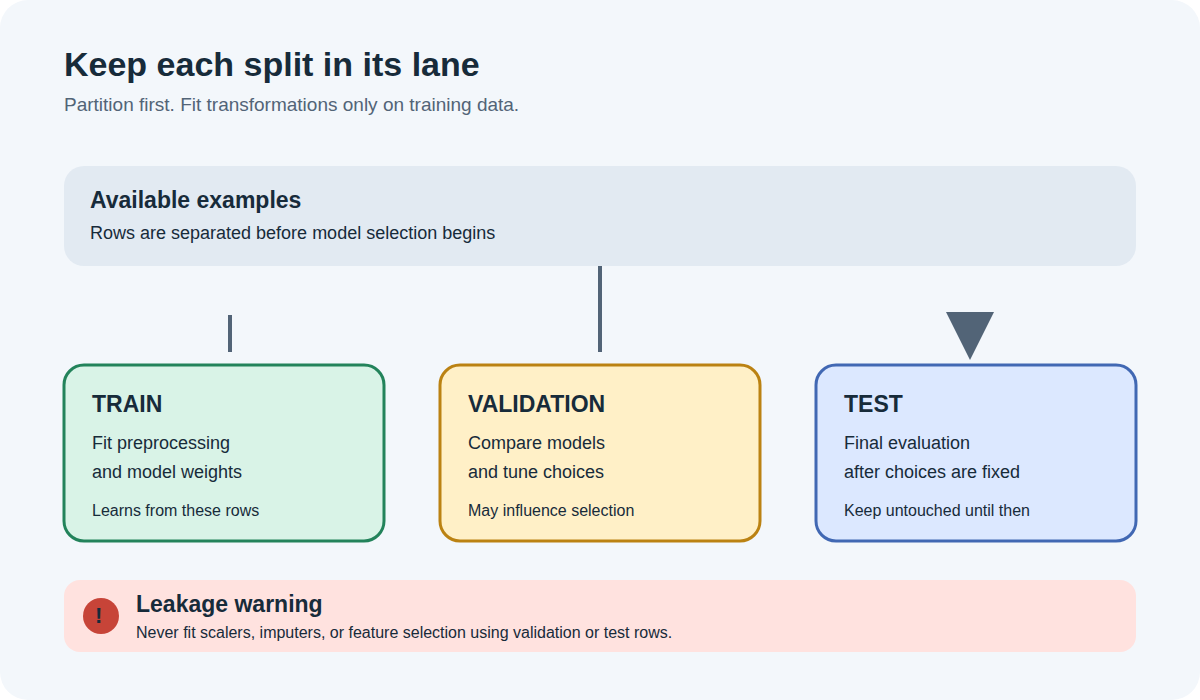 Keep each split in its lane
Partition first. Fit transformations only on training data.
Available examples
Rows are separated before model selection begins
TRAIN
Fit preprocessing
and model weights
Learns from these rows
VALIDATION
Compare models
and tune choices
May influence selection
TEST
Final evaluation
after choices are fixed
Keep untouched until then
!
Leakage warning
Never fit scalers, imputers, or feature selection using validation or test rows.